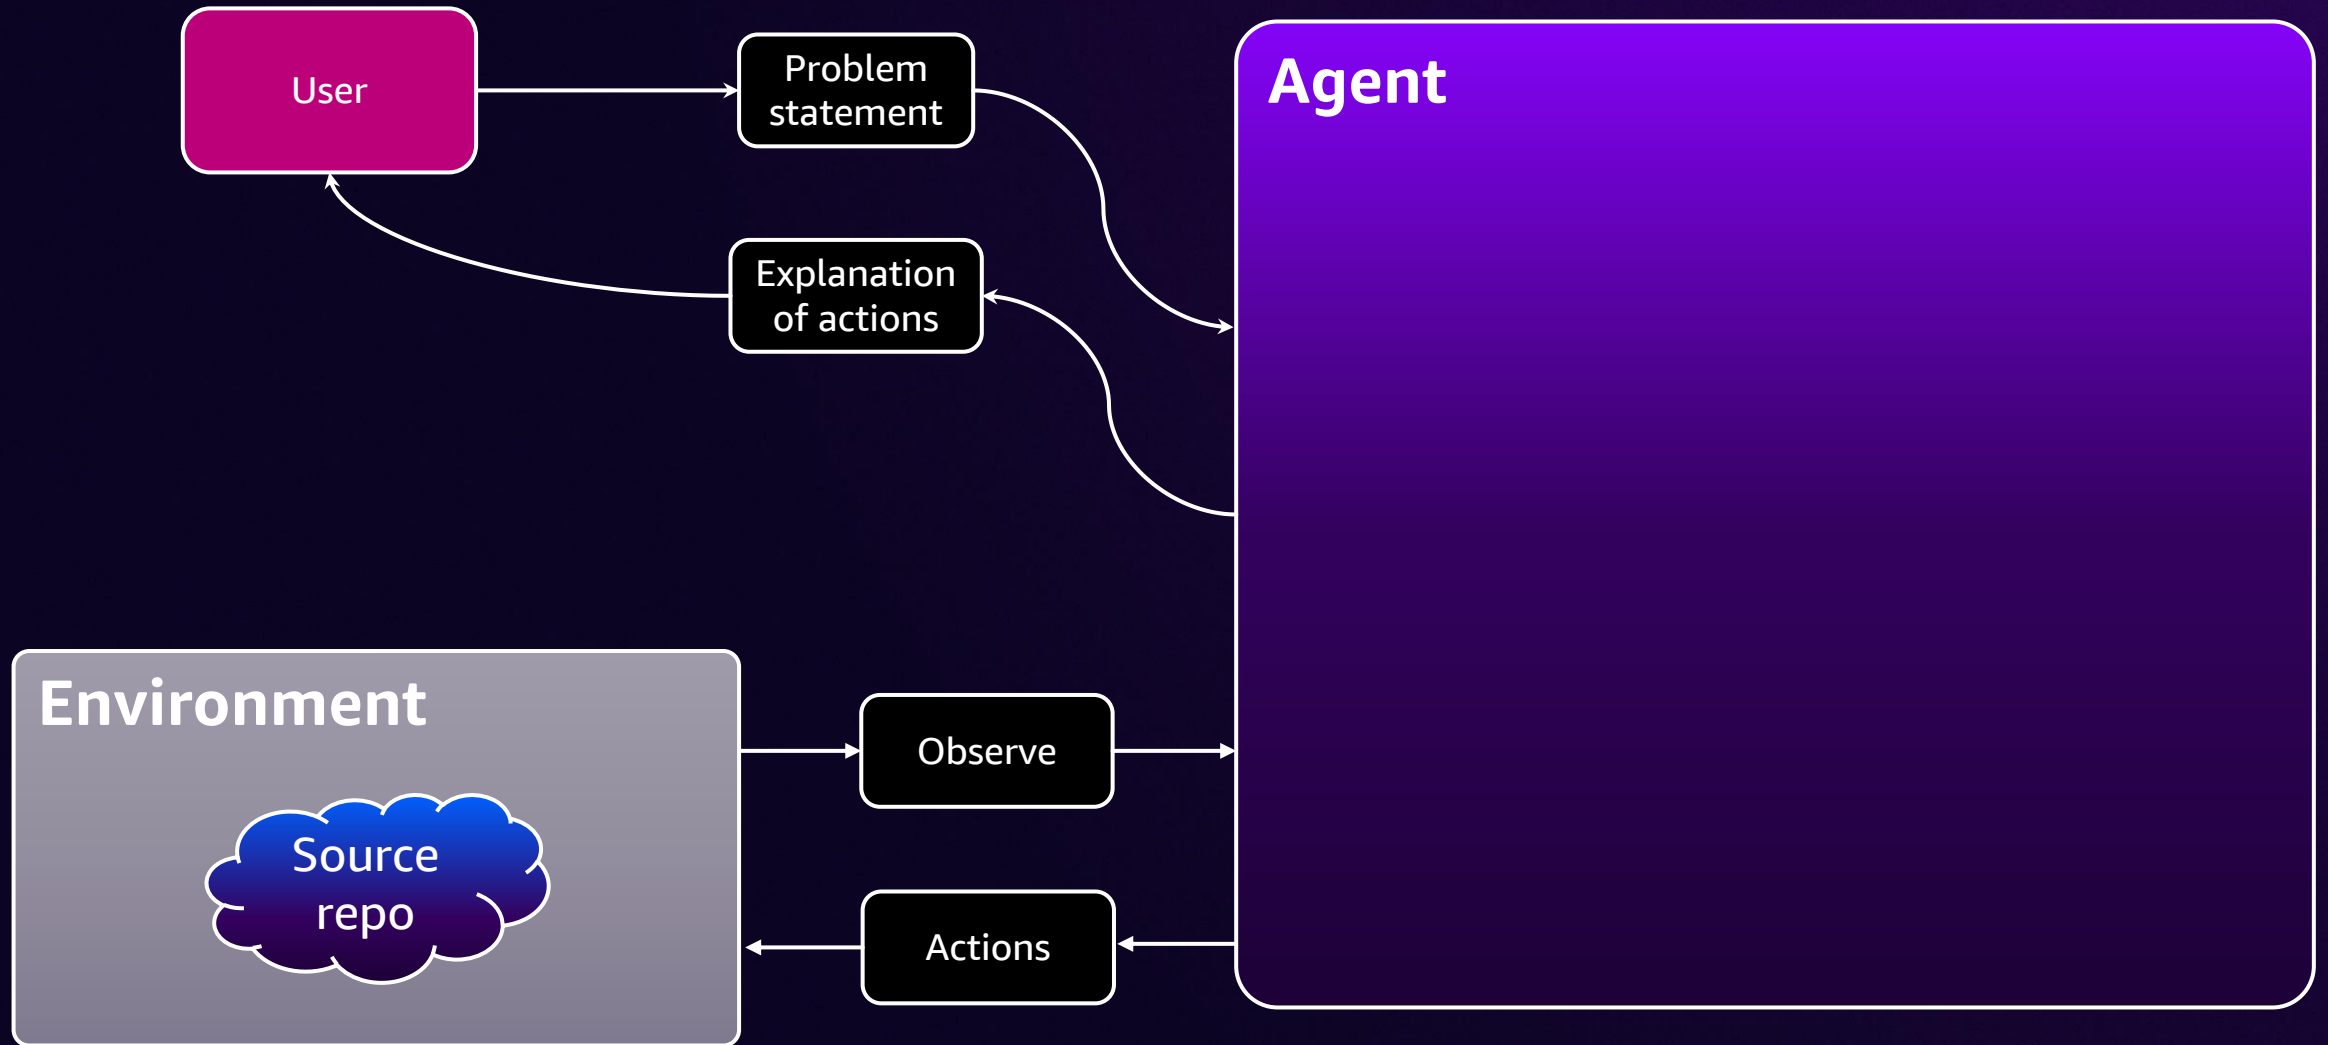 User
Problem
statement
Agent
Explanation
of actions
Environment
Observe
Source
repo
Actions